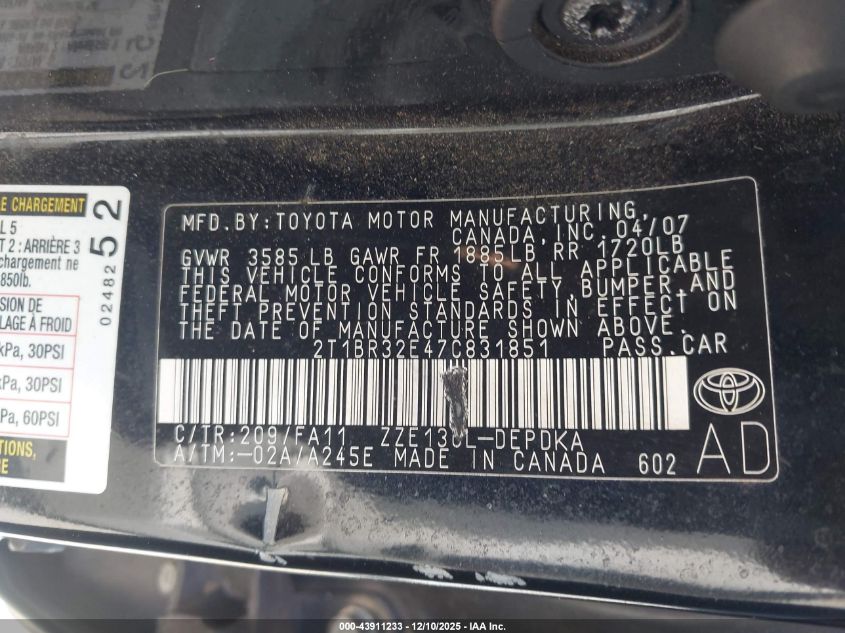 E CHARGEMENT
L 5
T 2 : ARRIÈRE 3
chargement ne
850lb.
SION DE
LAGE À FROID
kPa, 30PSI
kPa, 30PSI
kPa, 60PSI
TIONS,
02482 52
MFD. BY: TOYOTA MOTOR MANUFACTURING,
CANADA, INC. 04/07
GVWR 3585 LB GAWR FR 1885LB RR 1720LB
THIS VEHICLE CONFORMS TO ALL APPLICABLE
FEDERAL MOTOR VEHICLE SAFETY, BUMPER, AND
THEFT PREVENTION STANDARDS IN EFFECT ON
THE DATE OF MANUFACTURE SHOWN ABOVE.
2T1BR32E47C831851 PASS.CAR
C/TR:209/FA11 ZZE130L-DEPDKA
A/TM:-02A/A245E MADE IN CANADA 602
AD
000-43911233 - 12/10/2025 - IAA Inc.